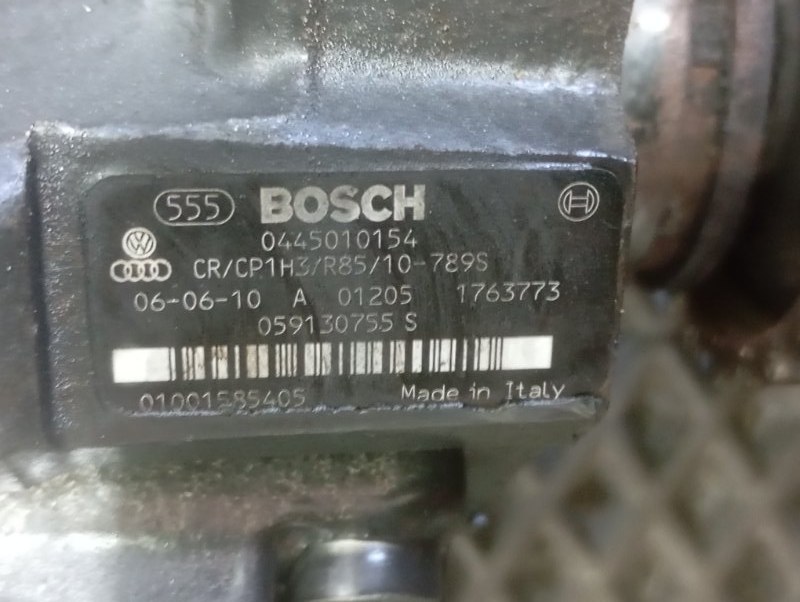 555 BOSCH
0445010154
CR/CP1H3/R85/10-789S
06-06-10 A 01205 1763773
059130755 S
01001585405 Made in Italy